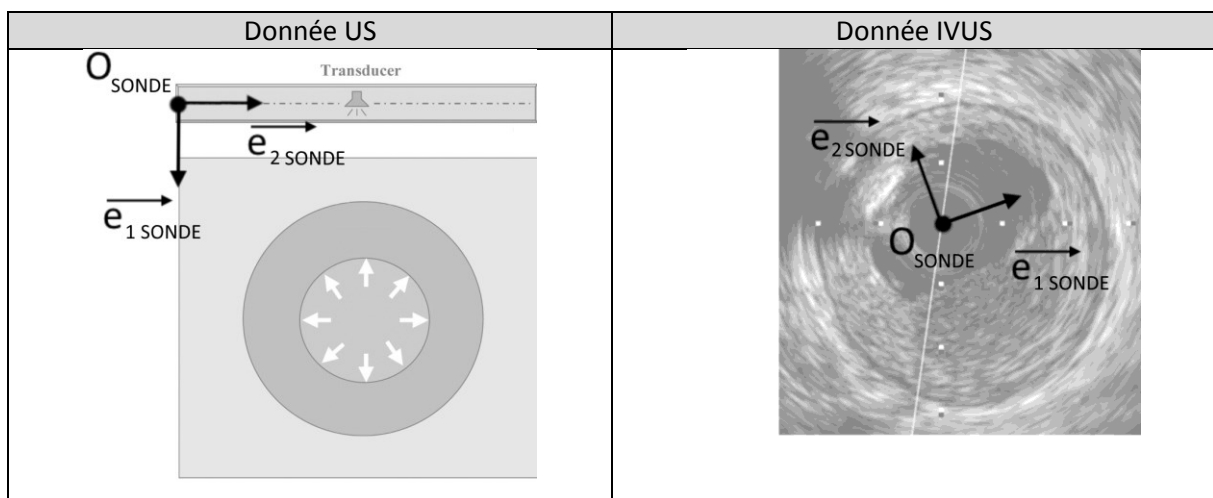 Donnée US
Donnée IVUS
O SONDE
Transducer
e 2 SONDE
e 1 SONDE
e 2 SONDE
O SONDE
e 1 SONDE